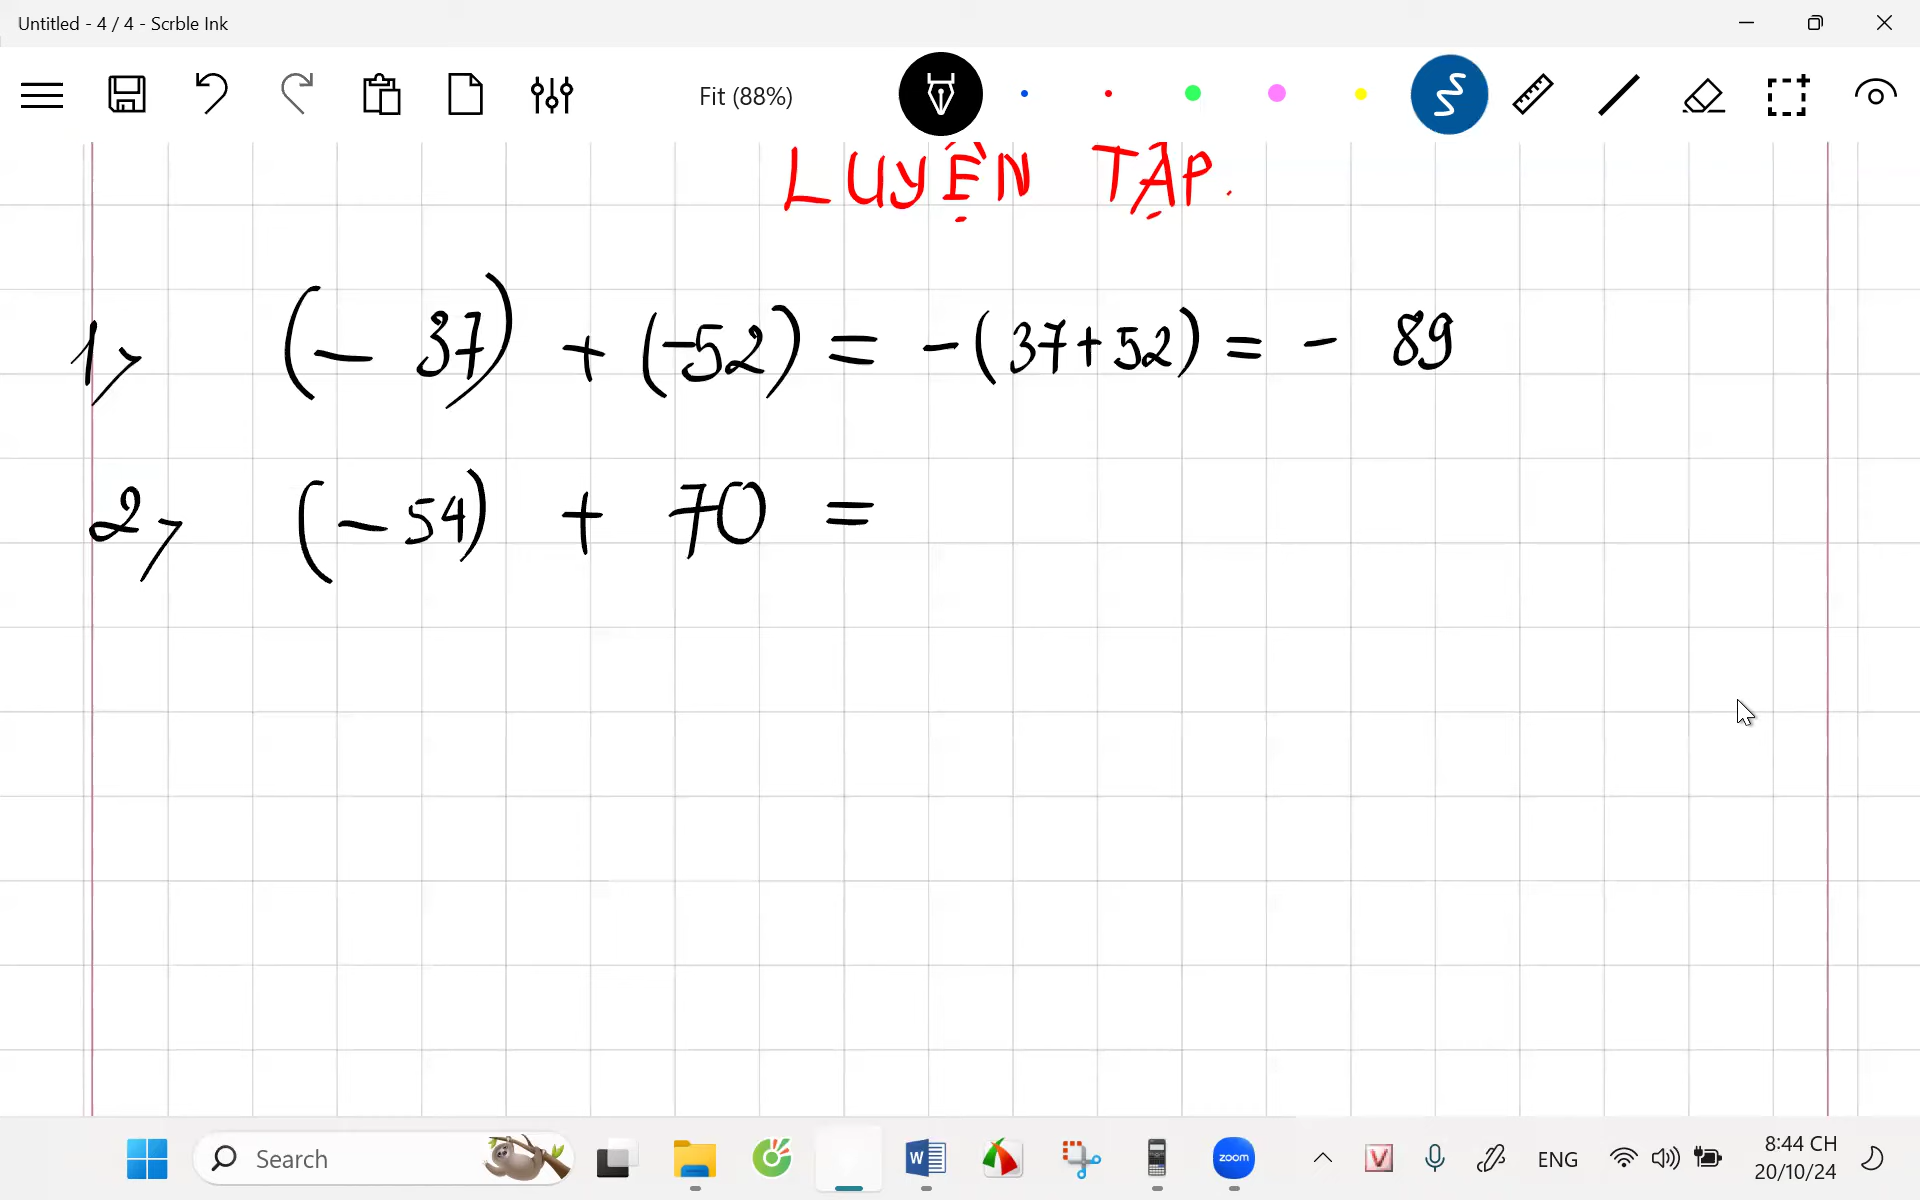 Untitled - 4 / 4 - Scrble Ink
Fit (88%)
LUYỆN TẬP.
1, (- 37) + (-52) = -(37+52) = - 89
2, (- 54) + 70 =
Search
W
zoom
V
ENG
8:44 CH
20/10/24